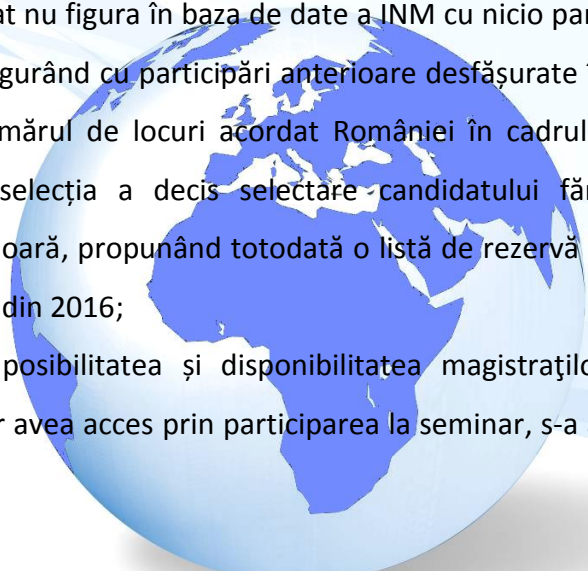 at nu figura în baza de date a INM cu nicio par
gurând cu participări anterioare desfășurate
mărul de locuri acordat României în cadrul
selecția a decis selectare candidatului făr
oară, propunând totodată o listă de rezervă
din 2016;
posibilitatea și disponibilitatea magistraţilo
r avea acces prin participarea la seminar, s-a